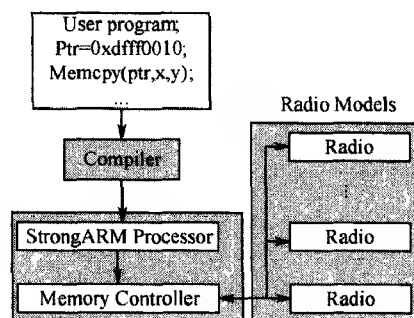 User program;
Ptr=0xdfff0010;
Memcpy(ptr,x,y);
...
Compiler
StrongARM Processor
Memory Controller
Radio Models
Radio
...
Radio
Radio